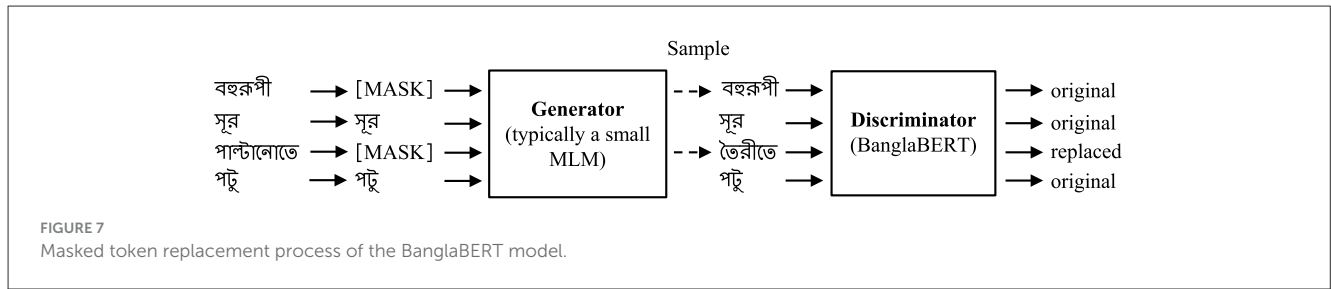 Sample
বহুরূপী [MASK] বহুরূপী original
সূর সূর সূর original
পাল্টানোতে [MASK] তৈরীতে replaced
পটু পটু পটু original
Generator
(typically a small
MLM)
Discriminator
(BanglaBERT)
FIGURE 7
Masked token replacement process of the BanglaBERT model.